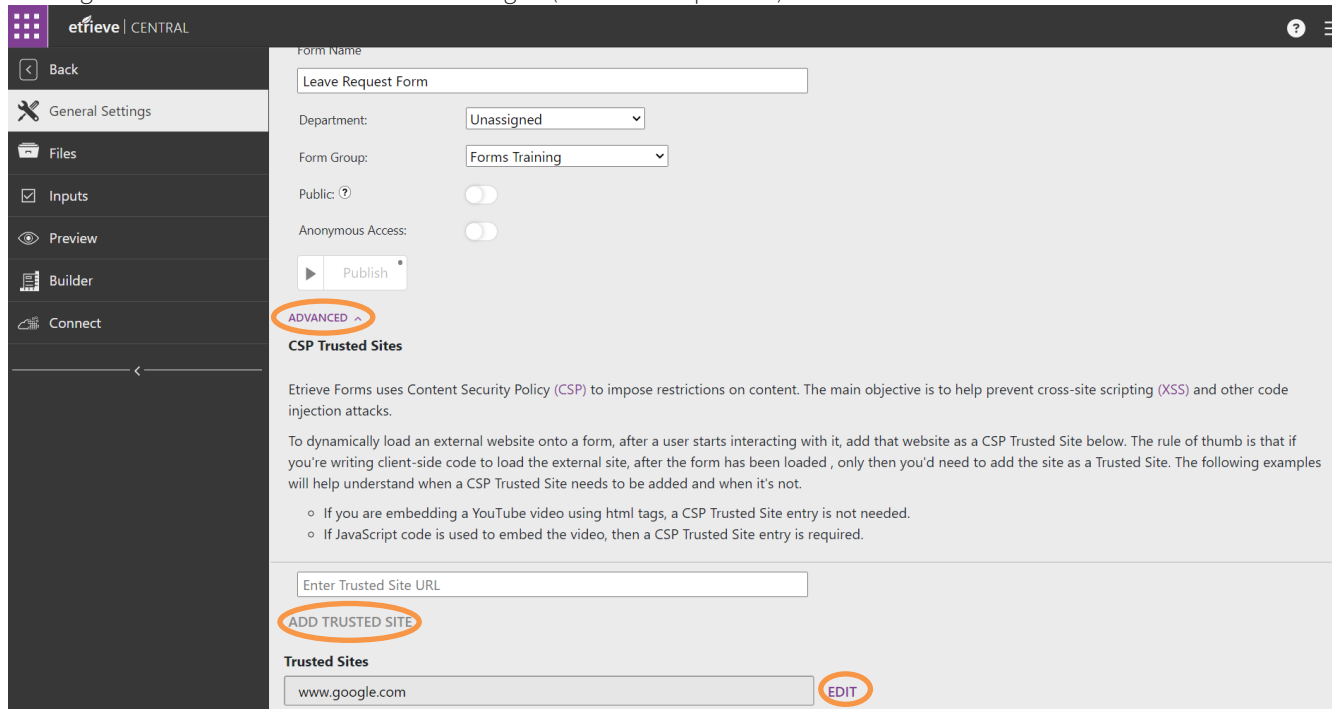 etrieve | CENTRAL
?
Back
General Settings
Files
Inputs
Preview
Builder
Connect
Form Name
Leave Request Form
Department: Unassigned
Form Group: Forms Training
Public: ?
Anonymous Access:
Publish
ADVANCED
CSP Trusted Sites
Etrieve Forms uses Content Security Policy (CSP) to impose restrictions on content. The main objective is to help prevent cross-site scripting (XSS) and other code
injection attacks.
To dynamically load an external website onto a form, after a user starts interacting with it, add that website as a CSP Trusted Site below. The rule of thumb is that if
you're writing client-side code to load the external site, after the form has been loaded , only then you'd need to add the site as a Trusted Site. The following examples
will help understand when a CSP Trusted Site needs to be added and when it's not.
If you are embedding a YouTube video using html tags, a CSP Trusted Site entry is not needed.
If JavaScript code is used to embed the video, then a CSP Trusted Site entry is required.
Enter Trusted Site URL
ADD TRUSTED SITE
Trusted Sites
www.google.com EDIT